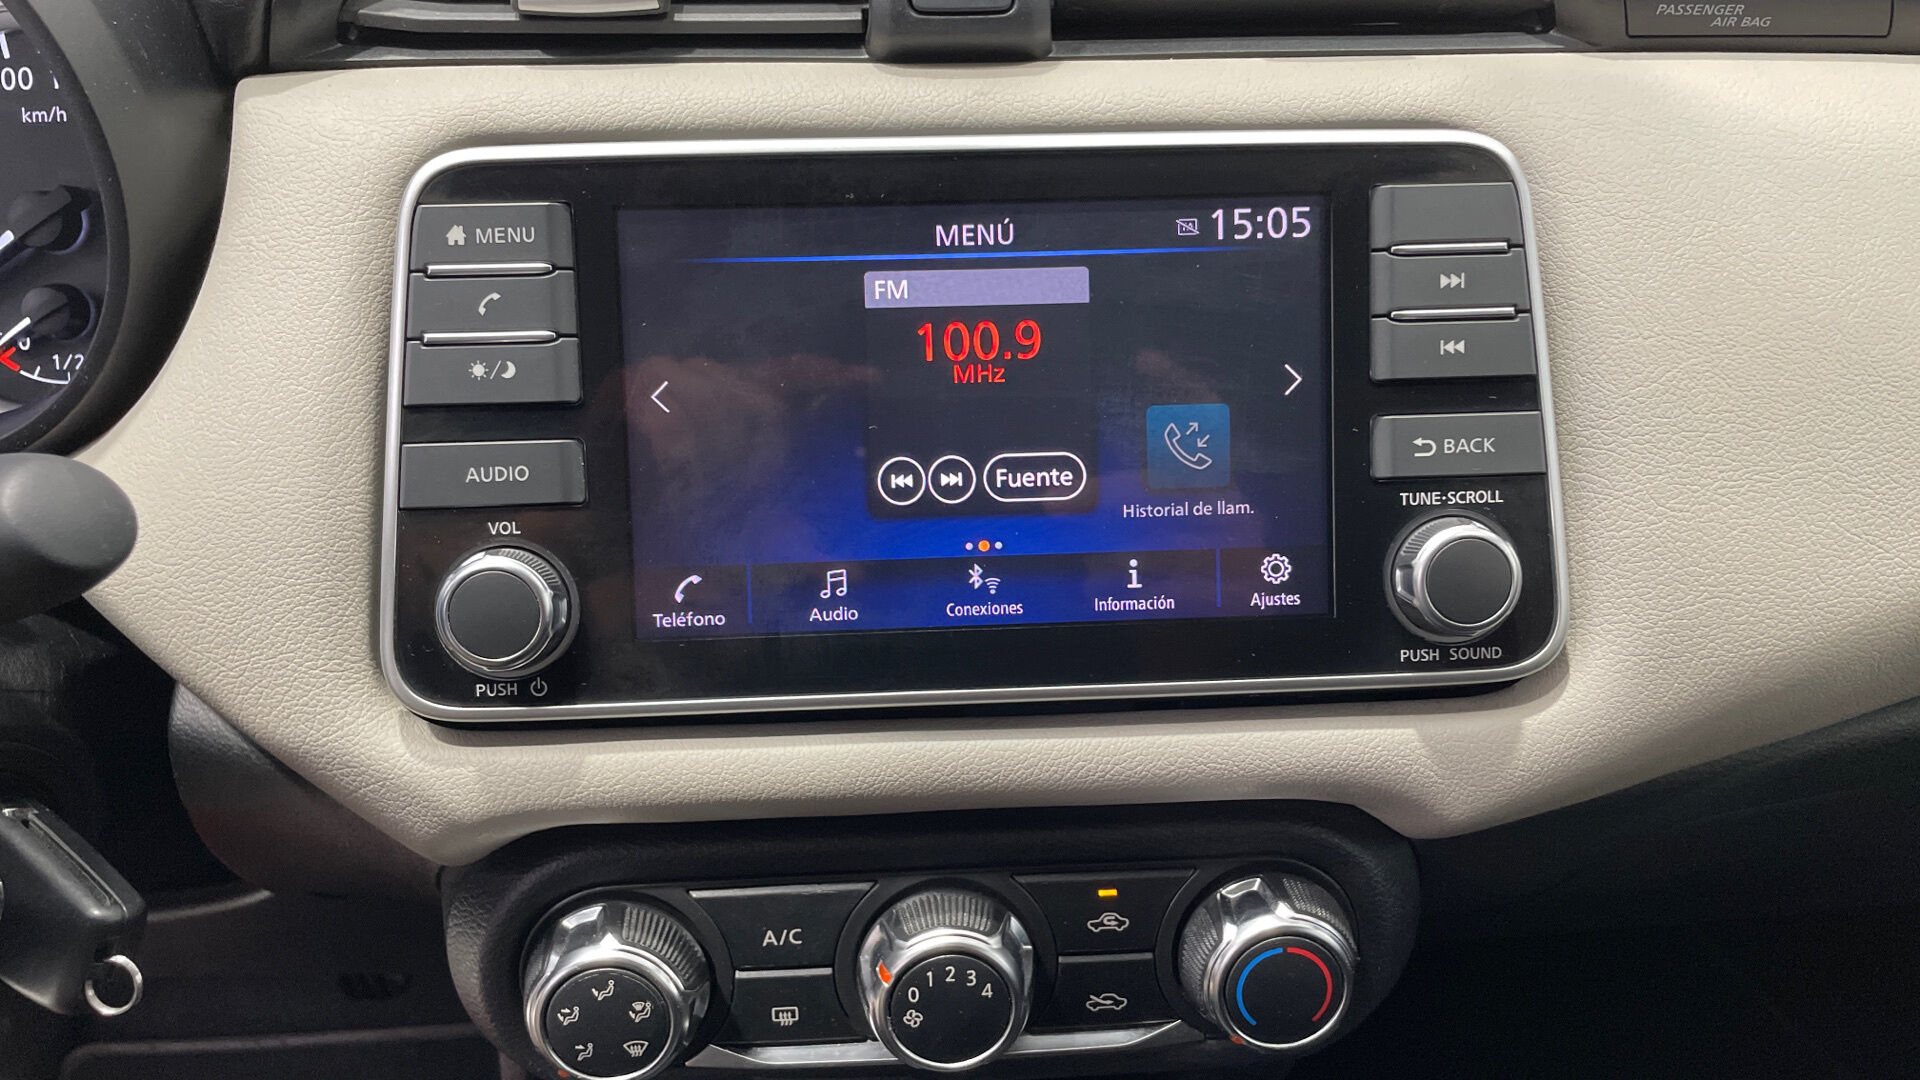 PASSENGER
AIR BAG
00
km/h
1/2
MENU
AUDIO
VOL
PUSH
MENÚ
15:05
FM
100.9
MHz
Fuente
Historial de llam.
Teléfono
Audio
Conexiones
Información
Ajustes
BACK
TUNE·SCROLL
PUSH SOUND
A/C
0 1 2 3 4